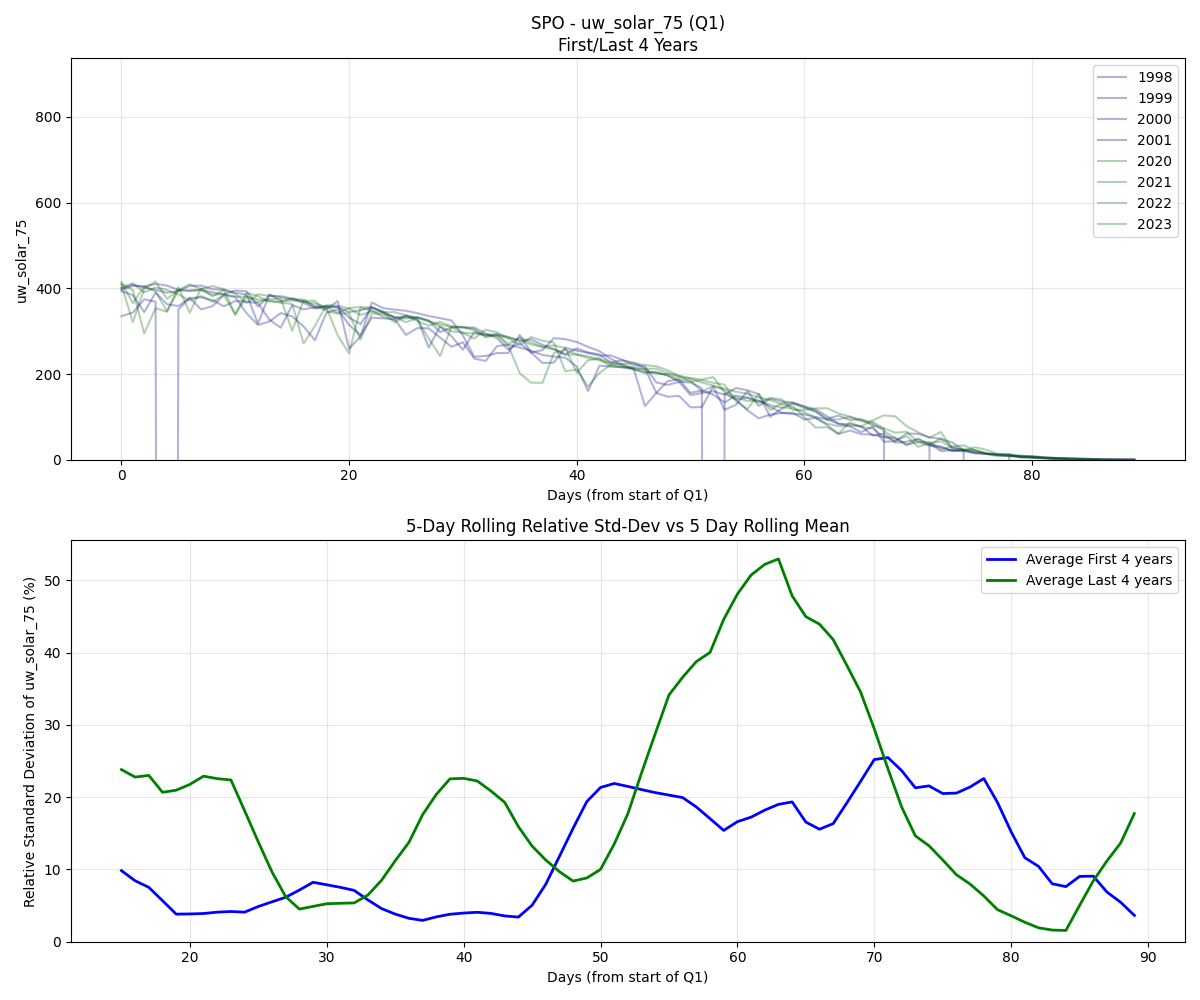 SPO - uw_solar_75 (Q1)
First/Last 4 Years
uw_solar_75
800
600
400
200
0
0 20 40 60 80
Days (from start of Q1)
1998
1999
2000
2001
2020
2021
2022
2023
5-Day Rolling Relative Std-Dev vs 5 Day Rolling Mean
Relative Standard Deviation of uw_solar_75 (%)
50
40
30
20
10
0
20 30 40 50 60 70 80 90
Days (from start of Q1)
Average First 4 years
Average Last 4 years